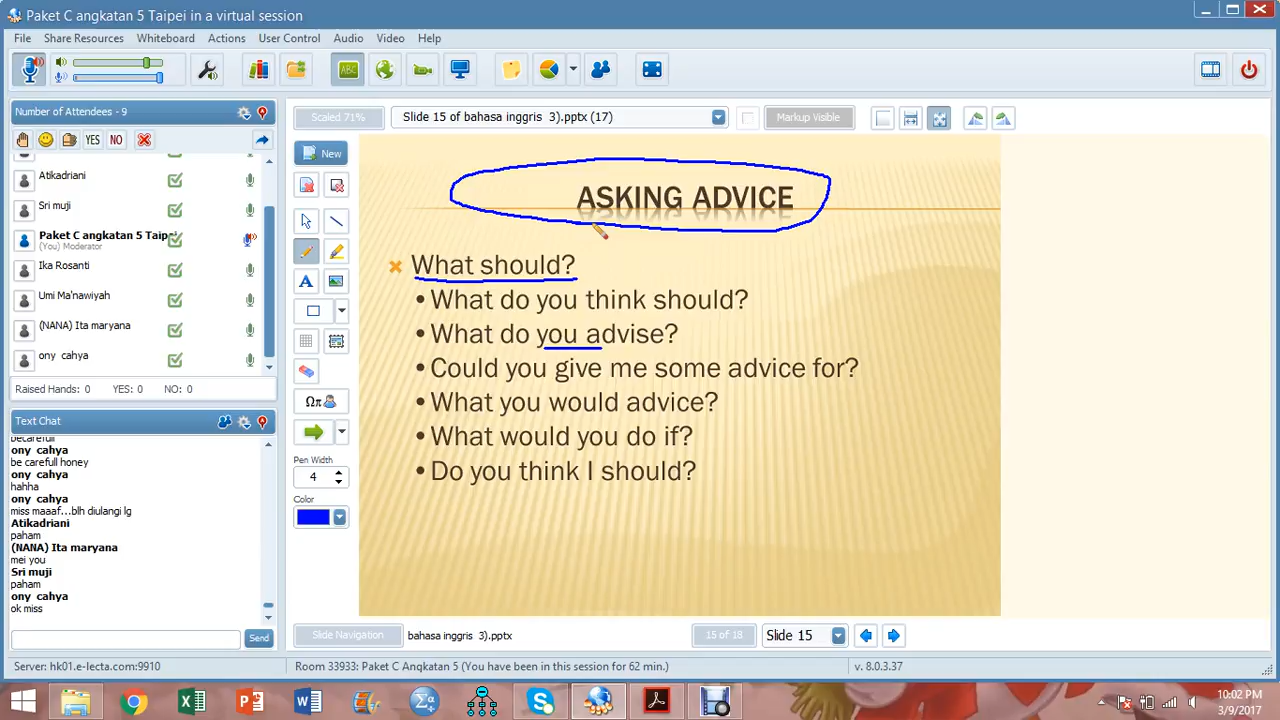 Paket C angkatan 5 Taipei in a virtual session
File Share Resources Whiteboard Actions User Control Audio Video Help
Number of Attendees - 9
YES NO
Atikadriani
Sri muji
Paket C angkatan 5 Taipei
(You) Moderator
Ika Rosanti
Umi Ma'nawiyah
(NANA) Ita maryana
ony cahya
Raised Hands: 0 YES: 0 NO: 0
Text Chat
becarefull
ony cahya
be carefull honey
ony cahya
hahha
ony cahya
miss maaaf...blh diulangi lg
Atikadriani
paham
(NANA) Ita maryana
mei you
Sri muji
paham
ony cahya
ok miss
Send
Scaled 71%
Slide 15 of bahasa inggris 3).pptx (17)
Markup Visible
New
ABC
A
Ωπ
Pen Width
4
Color
ASKING ADVICE
What should?
• What do you think should?
• What do you advise?
• Could you give me some advice for?
• What you would advice?
• What would you do if?
• Do you think I should?
Slide Navigation
bahasa inggris 3).pptx
15 of 18
Slide 15
Server: hk01.e-lecta.com:9910
Room 33933: Paket C Angkatan 5 (You have been in this session for 62 min.)
v. 8.0.3.37
10:02 PM
3/9/2017